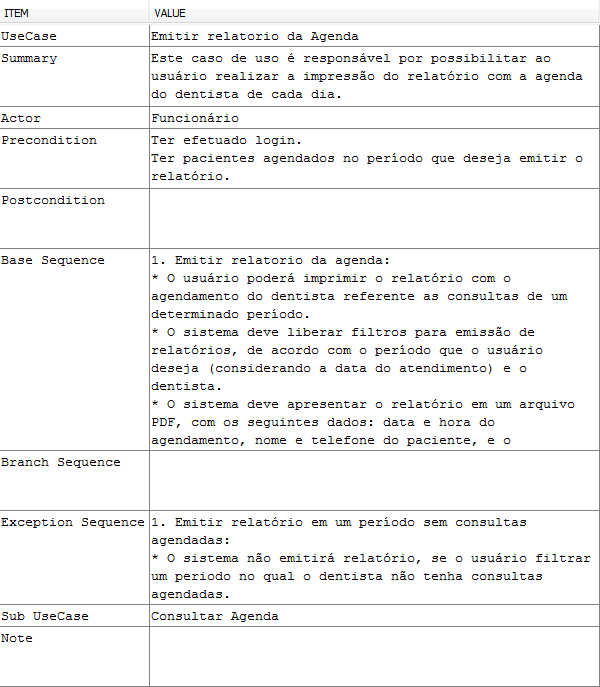 ITEM VALUE
UseCase Emitir relatorio da Agenda
Summary Este caso de uso é responsável por possibilitar ao
usuário realizar a impressão do relatório com a agenda
do dentista de cada dia.
Actor Funcionário
Precondition Ter efetuado login.
Ter pacientes agendados no período que deseja emitir o
relatório.
Postcondition
Base Sequence 1. Emitir relatorio da agenda:
* O usuário poderá imprimir o relatório com o
agendamento do dentista referente as consultas de um
determinado período.
* O sistema deve liberar filtros para emissão de
relatórios, de acordo com o período que o usuário
deseja (considerando a data do atendimento) e o
dentista.
* O sistema deve apresentar o relatório em um arquivo
PDF, com os seguintes dados: data e hora do
agendamento, nome e telefone do paciente, e o
Branch Sequence
Exception Sequence 1. Emitir relatório em um período sem consultas
agendadas:
* O sistema não emitirá relatório, se o usuário filtrar
um periodo no qual o dentista não tenha consultas
agendadas.
Sub UseCase Consultar Agenda
Note